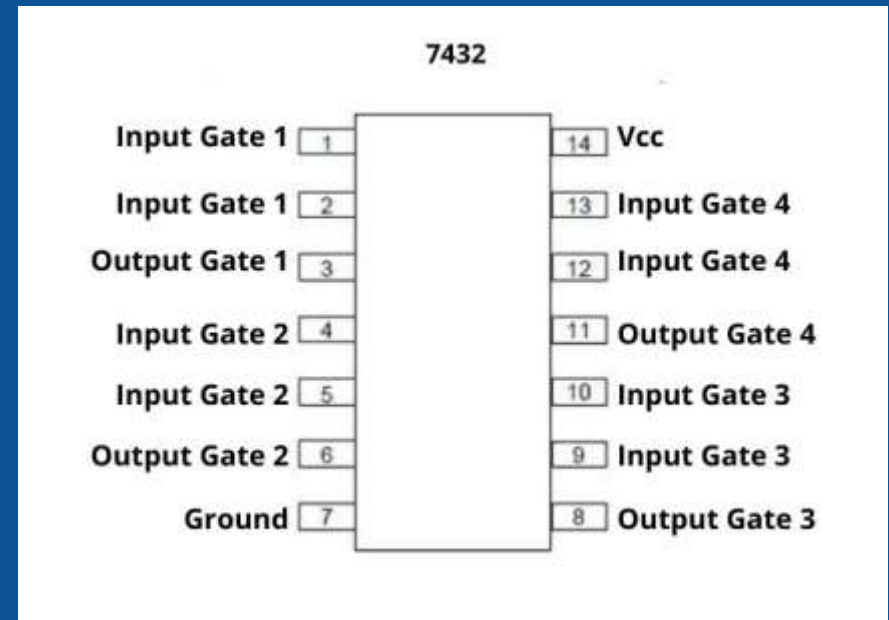 7432
Input Gate 1 1 14 Vcc
Input Gate 1 2 13 Input Gate 4
Output Gate 1 3 12 Input Gate 4
Input Gate 2 4 11 Output Gate 4
Input Gate 2 5 10 Input Gate 3
Output Gate 2 6 9 Input Gate 3
Ground 7 8 Output Gate 3